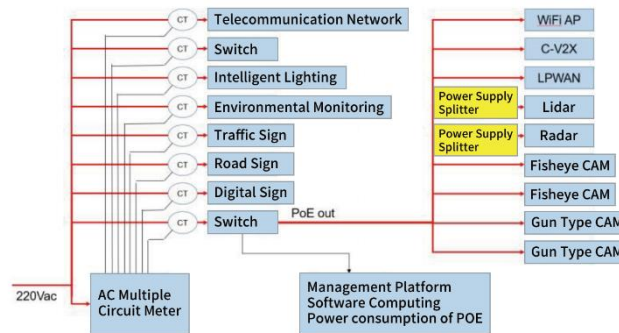 CT
Telecommunication Network
WiFi AP
CT
Switch
C-V2X
CT
Intelligent Lighting
LPWAN
CT
Environmental Monitoring
Power Supply
Splitter
Lidar
CT
Traffic Sign
Power Supply
Splitter
Radar
CT
Road Sign
Fisheye CAM
CT
Digital Sign
Fisheye CAM
CT
Switch
PoE out
Gun Type CAM
Gun Type CAM
220Vac
AC Multiple
Circuit Meter
Management Platform
Software Computing
Power consumption of POE